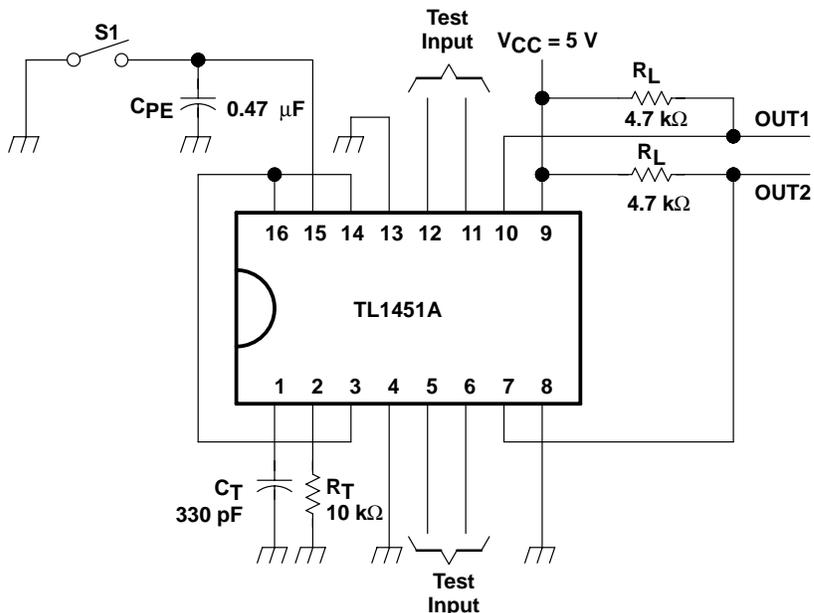 Test
Input
VCC = 5 V
S1
RL
CPE
0.47 μF
4.7 kΩ
OUT1
RL
4.7 kΩ
OUT2
16 15 14 13 12 11 10 9
TL1451A
1 2 3 4 5 6 7 8
CT
330 pF
RT
10 kΩ
Test
Input